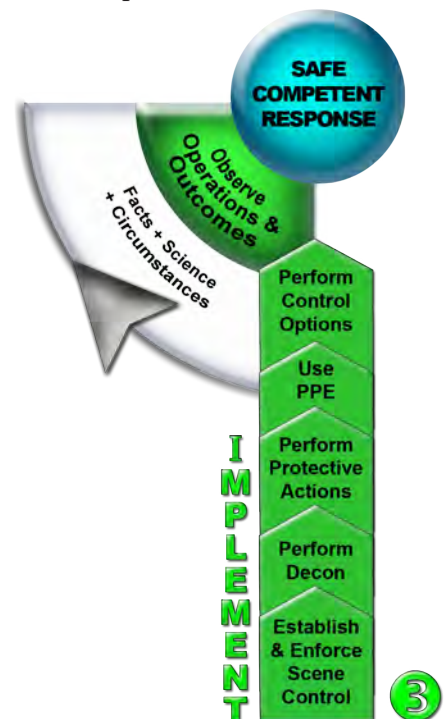 SAFE
COMPETENT
RESPONSE
Observe
Operations &
Outcomes
Facts + Science
+ Circumstances
Perform
Control
Options
Use
PPE
Perform
Protective
Actions
Perform
Decon
Establish
& Enforce
Scene
Control
IMPLEMENT
3